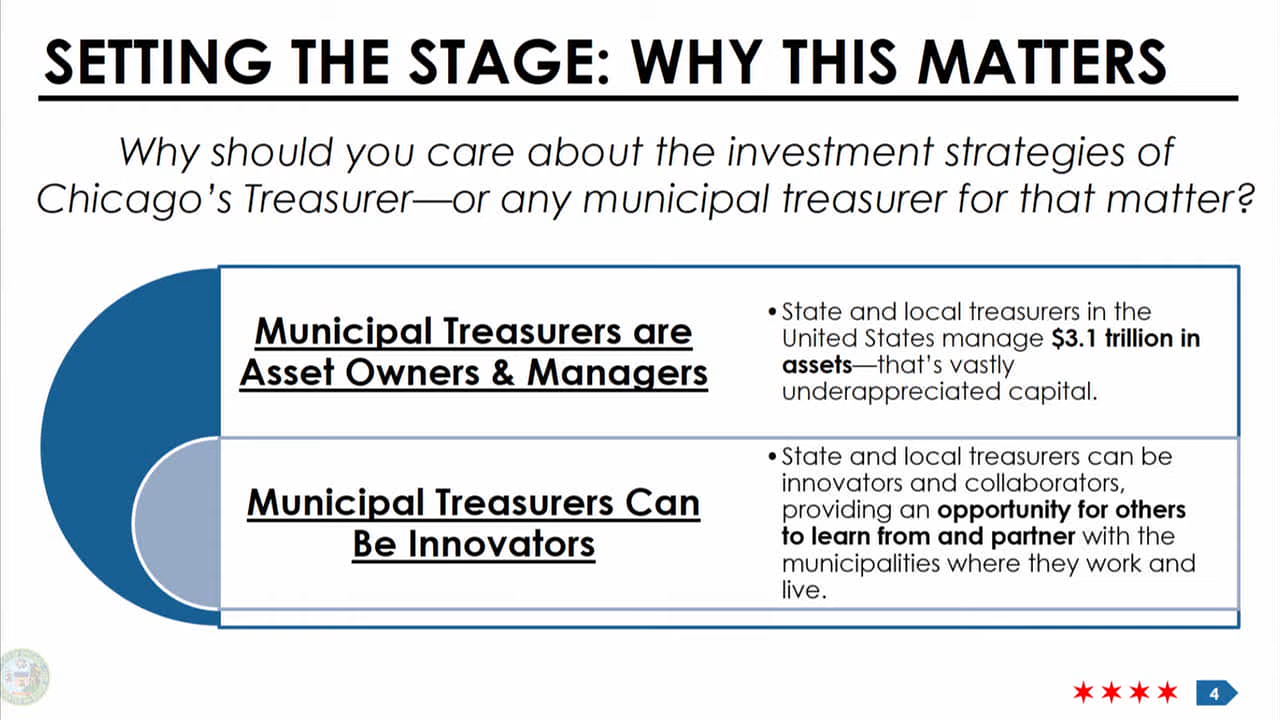 SETTING THE STAGE: WHY THIS MATTERS
Why should you care about the investment strategies of
Chicago's Treasurer—or any municipal treasurer for that matter?
Municipal Treasurers are
Asset Owners & Managers
•State and local treasurers in the
United States manage $3.1 trillion in
assets—that's vastly
underappreciated capital.
Municipal Treasurers Can
Be Innovators
•State and local treasurers can be
innovators and collaborators,
providing an opportunity for others
to learn from and partner with the
municipalities where they work and
live.
4